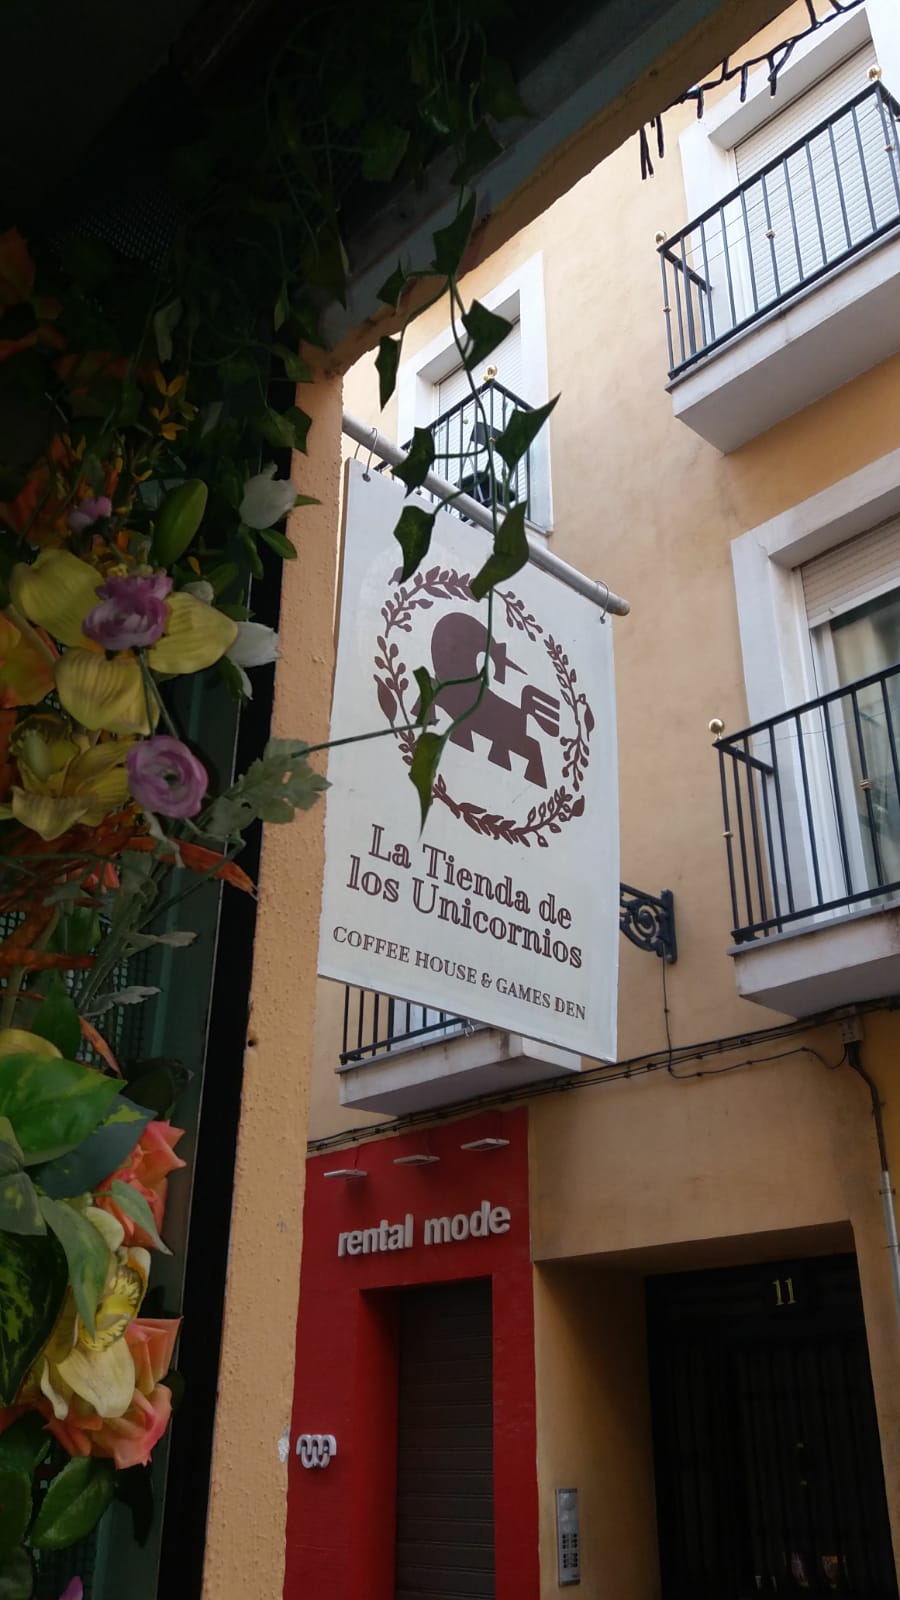 La Tienda de
los Unicornios
COFFEE HOUSE & GAMES DEN
rental mode
11